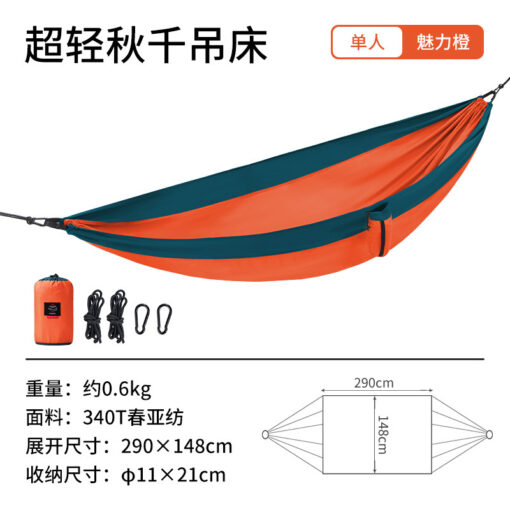 超轻秋千吊床
单人 魅力橙
重量：约0.6kg
面料：340T春亚纺
展开尺寸：290×148cm
收纳尺寸：φ11×21cm
290cm
148cm